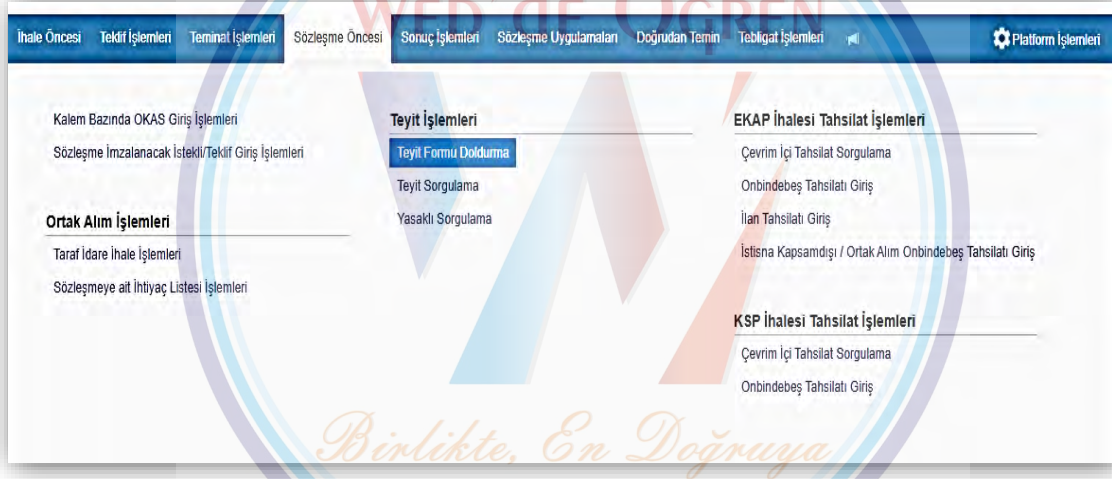 WED'DE ÖĞREN
İhale Öncesi Teklif İşlemleri Teminat İşlemleri Sözleşme Öncesi Sonuç İşlemleri Sözleşme Uygulamaları Doğrudan Temin Tebligat İşlemleri Platform İşlemleri
Kalem Bazında OKAS Giriş İşlemleri
Sözleşme İmzalanacak İstekli/Teklif Giriş İşlemleri
Ortak Alım İşlemleri
Taraf İdare İhale İşlemleri
Sözleşmeye ait İhtiyaç Listesi İşlemleri
Teyit İşlemleri
Teyit Formu Doldurma
Teyit Sorgulama
Yasaklı Sorgulama
EKAP İhalesi Tahsilat İşlemleri
Çevrim İçi Tahsilat Sorgulama
Onbindebeş Tahsilatı Giriş
İlan Tahsilatı Giriş
İstisna Kapsamdışı / Ortak Alım Onbindebeş Tahsilatı Giriş
KSP İhalesi Tahsilat İşlemleri
Çevrim İçi Tahsilat Sorgulama
Onbindebeş Tahsilatı Giriş
Birlikte, En Doğruya